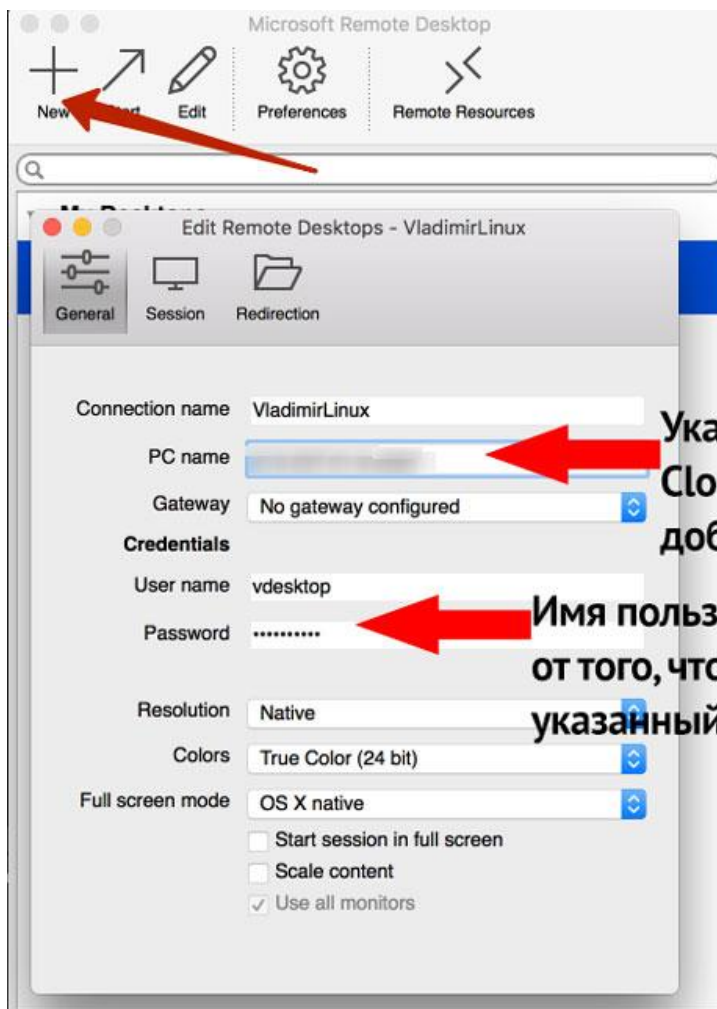 Microsoft Remote Desktop
New Start Edit Preferences Remote Resources
My Desktops
Edit Remote Desktops - VladimirLinux
General Session Redirection
Connection name VladimirLinux
PC name
Gateway No gateway configured
Credentials
User name vdesktop
Password ••••••••••
Resolution Native
Colors True Color (24 bit)
Full screen mode OS X native
Start session in full screen
Scale content
Use all monitors
Ука
Clo
доб
Имя польз
от того, что
указанный